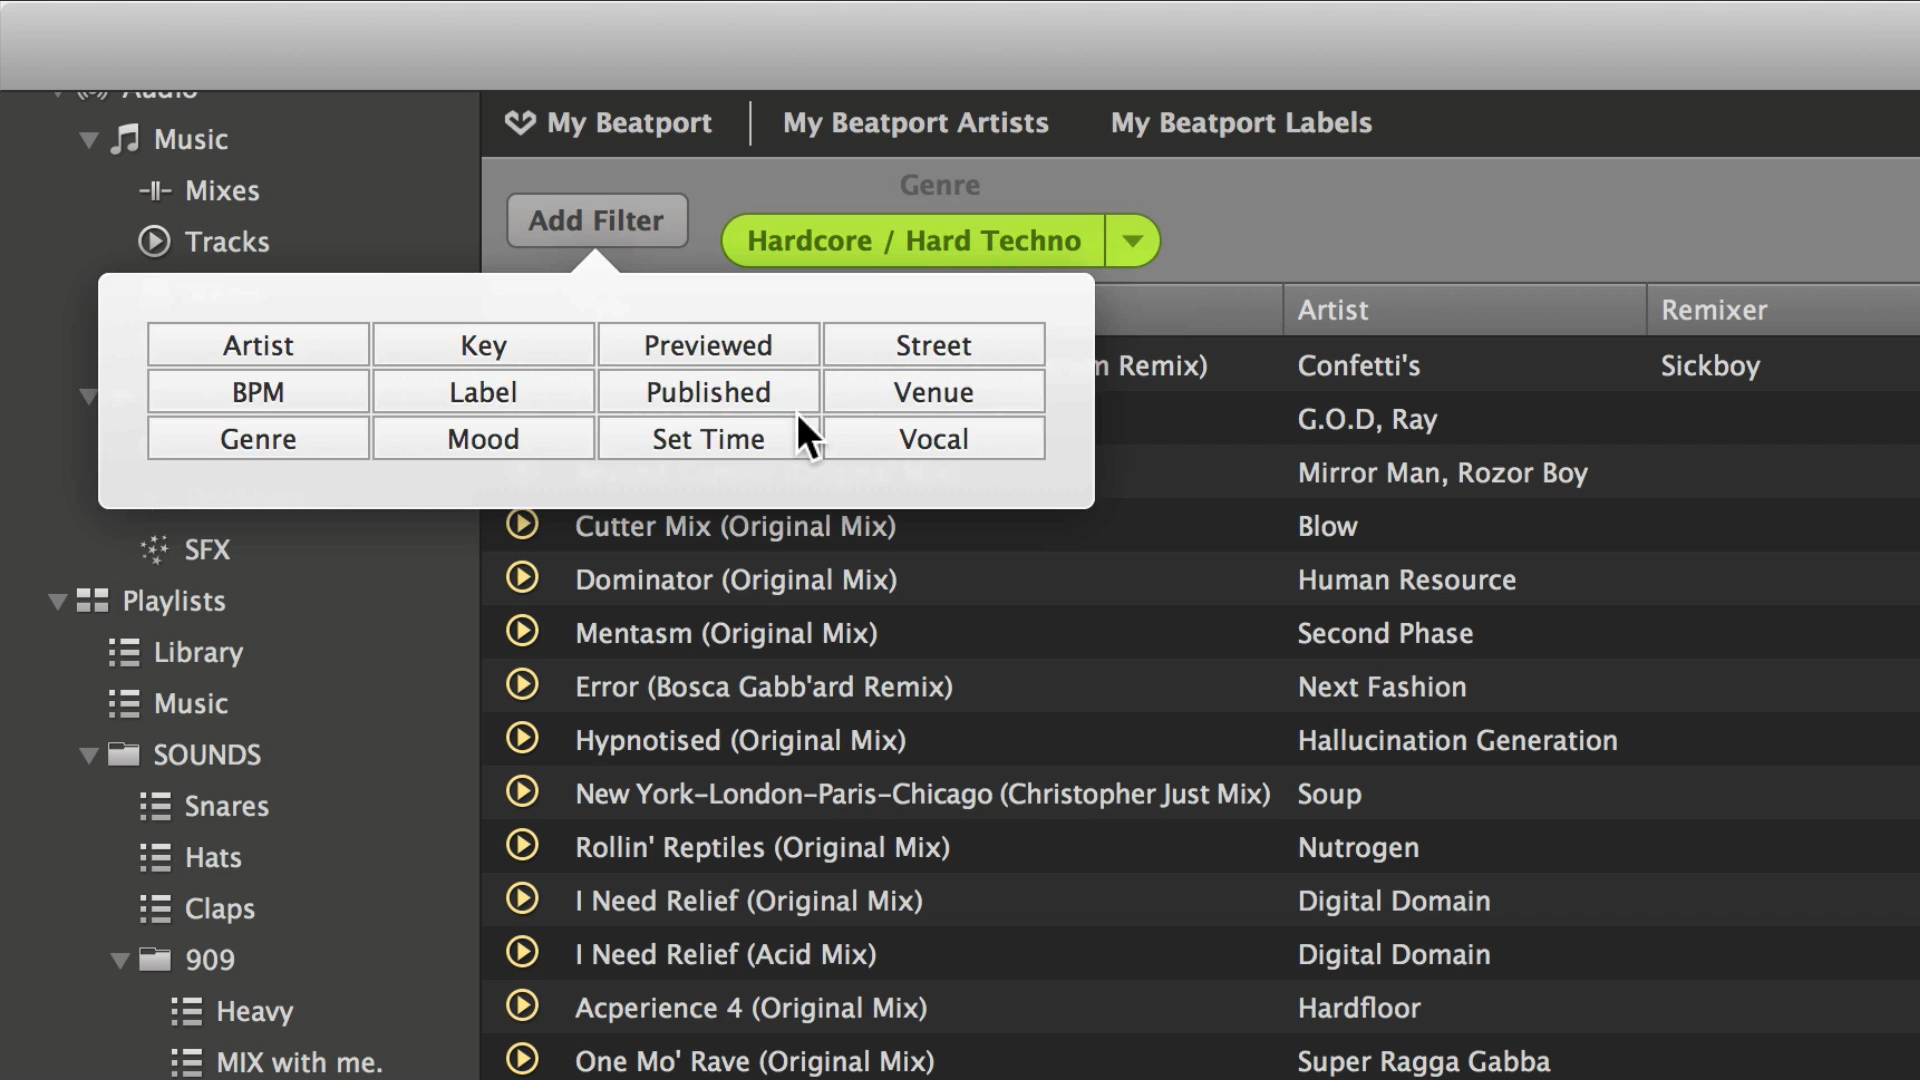 Audio
Music
Mixes
Tracks
SFX
Playlists
Library
Music
SOUNDS
Snares
Hats
Claps
909
Heavy
MIX with me.
My Beatport
My Beatport Artists
My Beatport Labels
Add Filter
Genre
Hardcore / Hard Techno
Artist Key Previewed Street
BPM Label Published Venue
Genre Mood Set Time Vocal
Artist Remixer
Remix) Confetti's Sickboy
G.O.D, Ray
Mirror Man, Rozor Boy
Cutter Mix (Original Mix) Blow
Dominator (Original Mix) Human Resource
Mentasm (Original Mix) Second Phase
Error (Bosca Gabb'ard Remix) Next Fashion
Hypnotised (Original Mix) Hallucination Generation
New York-London-Paris-Chicago (Christopher Just Mix) Soup
Rollin' Reptiles (Original Mix) Nutrogen
I Need Relief (Original Mix) Digital Domain
I Need Relief (Acid Mix) Digital Domain
Acperience 4 (Original Mix) Hardfloor
One Mo' Rave (Original Mix) Super Ragga Gabba